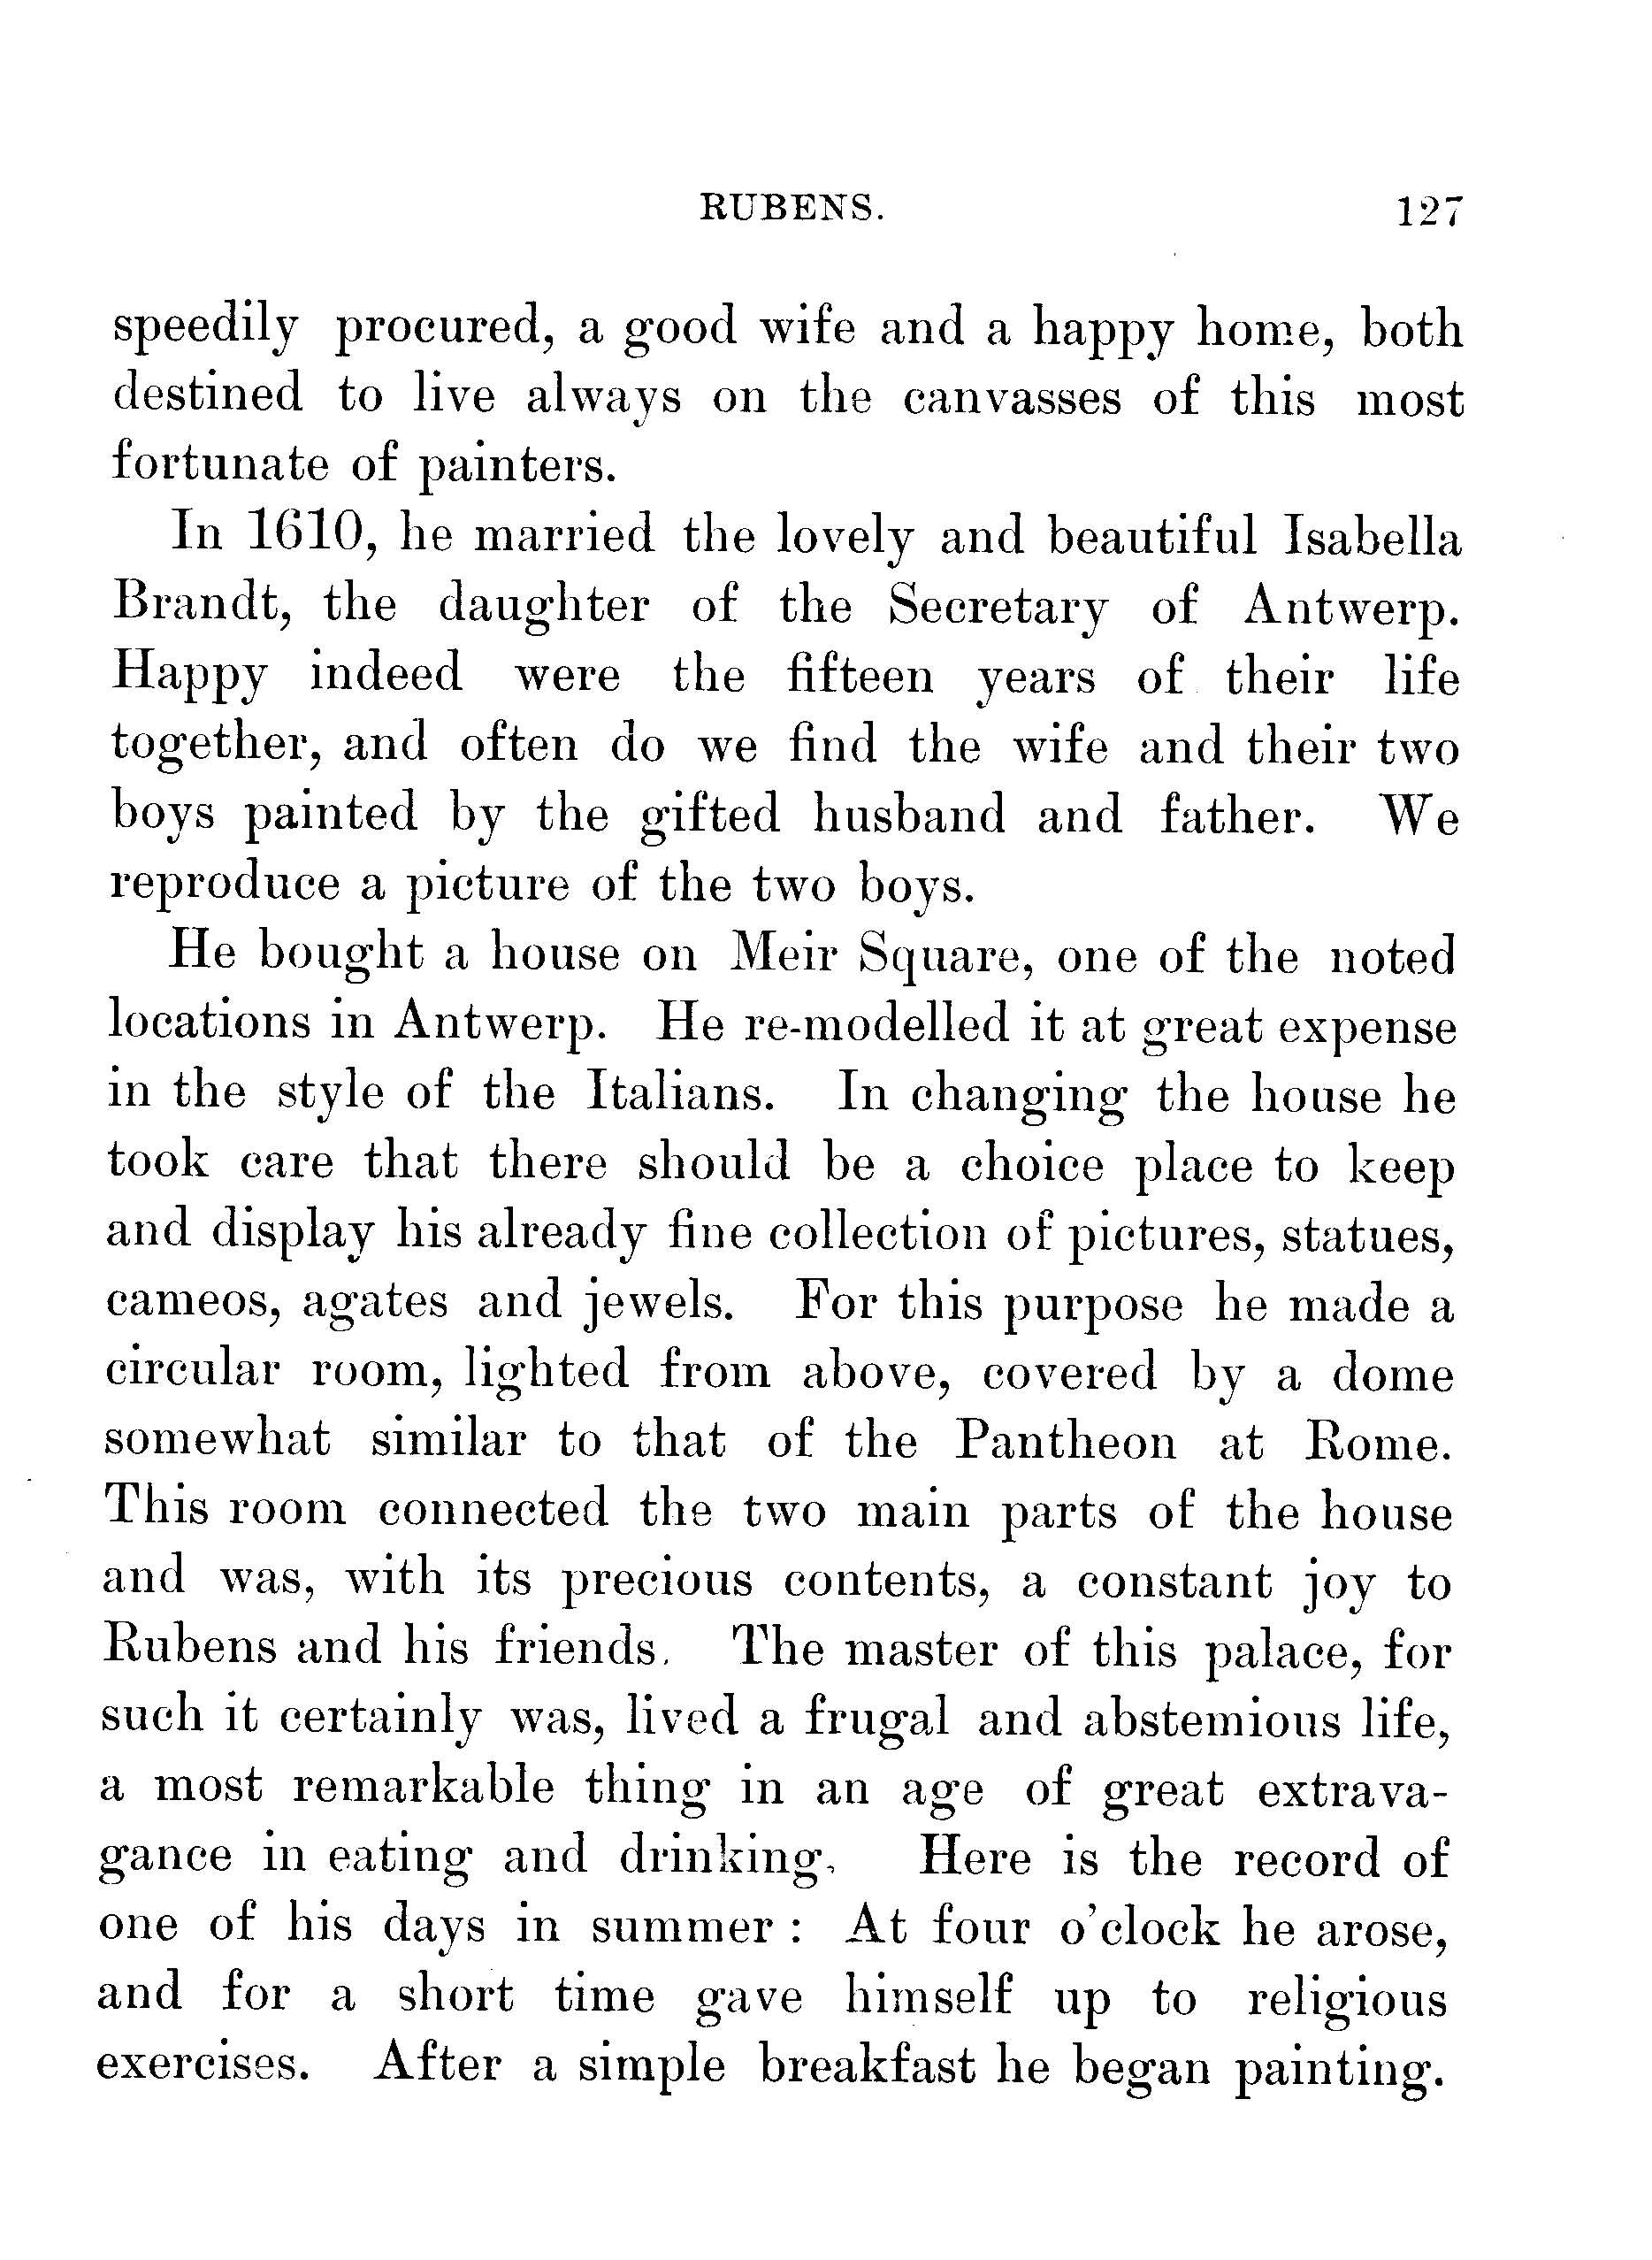 RUBENS. 127
speedily procured, a good wife and a happy home, both
destined to live always on the canvasses of this most
fortunate of painters.
In 1610, he married the lovely and beautiful Isabella
Brandt, the daughter of the Secretary of Antwerp.
Happy indeed were the fifteen years of their life
together, and often do we find the wife and their two
boys painted by the gifted husband and father. We
reproduce a picture of the two boys.
He bought a house on Meir Square, one of the noted
locations in Antwerp. He re-modelled it at great expense
in the style of the Italians. In changing the house he
took care that there should be a choice place to keep
and display his already fine collection of pictures, statues,
cameos, agates and jewels. For this purpose he made a
circular room, lighted from above, covered by a dome
somewhat similar to that of the Pantheon at Rome.
This room connected the two main parts of the house
and was, with its precious contents, a constant joy to
Rubens and his friends. The master of this palace, for
such it certainly was, lived a frugal and abstemious life,
a most remarkable thing in an age of great extrava-
gance in eating and drinking. Here is the record of
one of his days in summer : At four o'clock he arose,
and for a short time gave himself up to religious
exercises. After a simple breakfast he began painting.